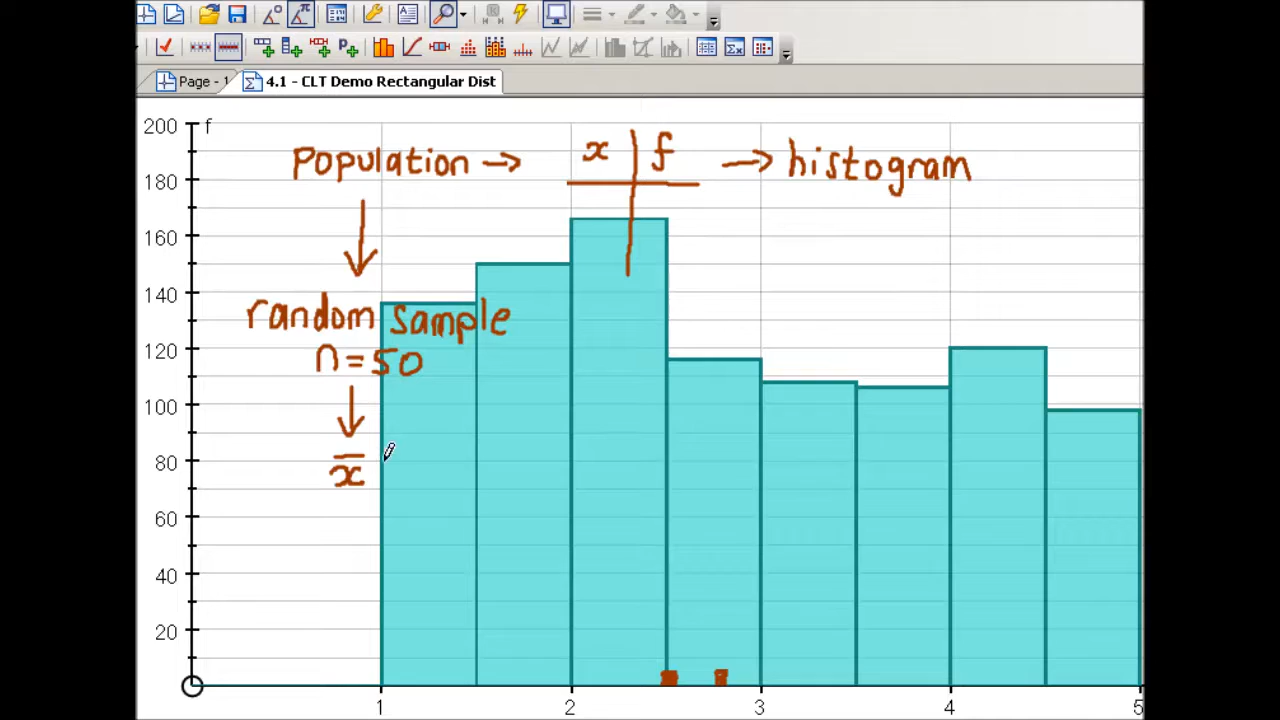 Page - 1
4.1 - CLT Demo Rectangular Dist
200 f
180
160
140
120
100
80
60
40
20
1 2 3 4 5
Population → x | f → histogram
random sample
n = 50
x̄